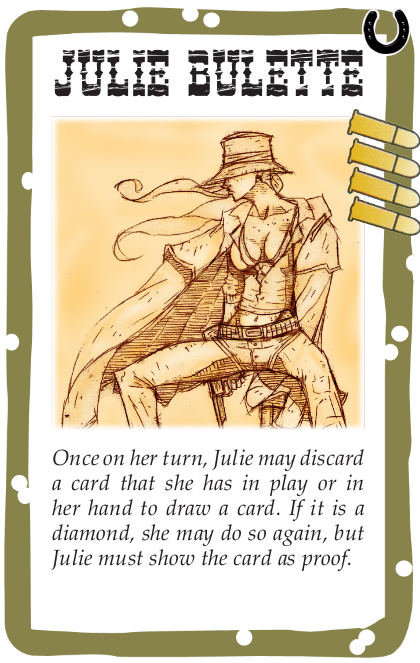 JULIE BULETTE
Once on her turn, Julie may discard
a card that she has in play or in
her hand to draw a card. If it is a
diamond, she may do so again, but
Julie must show the card as proof.